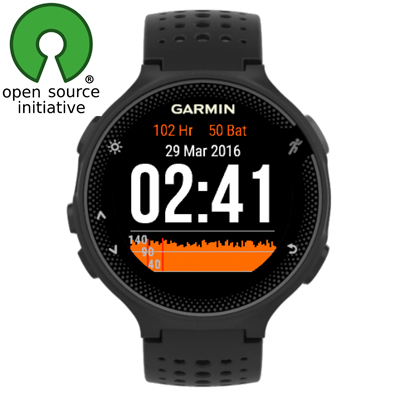 open source
initiative®
GARMIN
102 Hr 50 Bat
29 Mar 2016
02:41
140
90
40